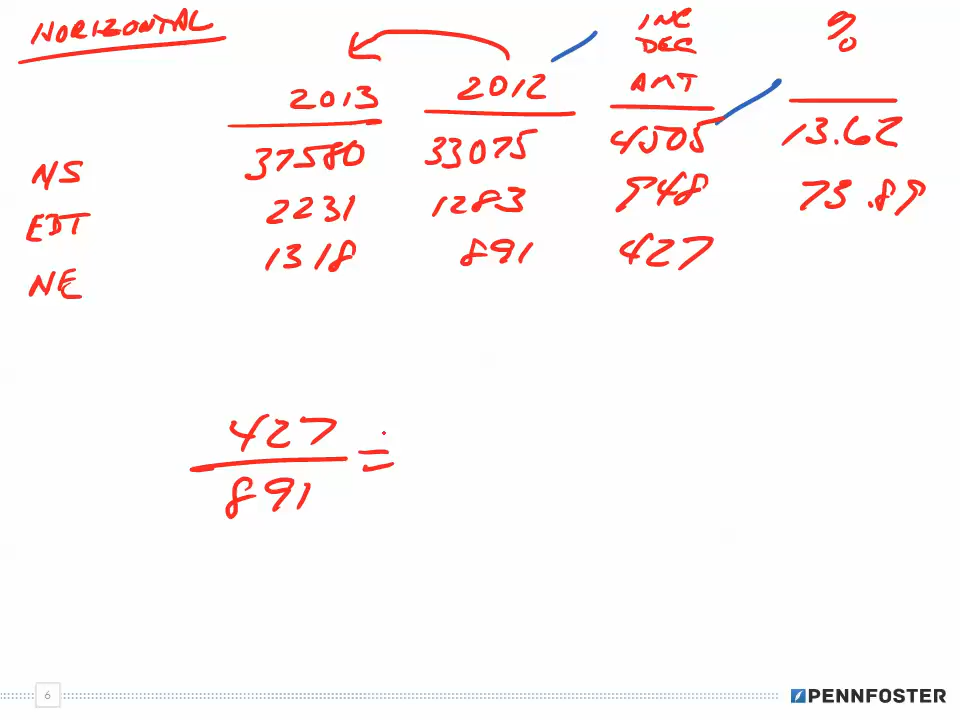 HORIZONTAL
INC
DEC
AMT
%
2013 2012
NS 37580 33075 4505 13.62
EBT 2231 1283 948 73.89
NE 1318 891 427
427
891
=
6
PENNFOSTER